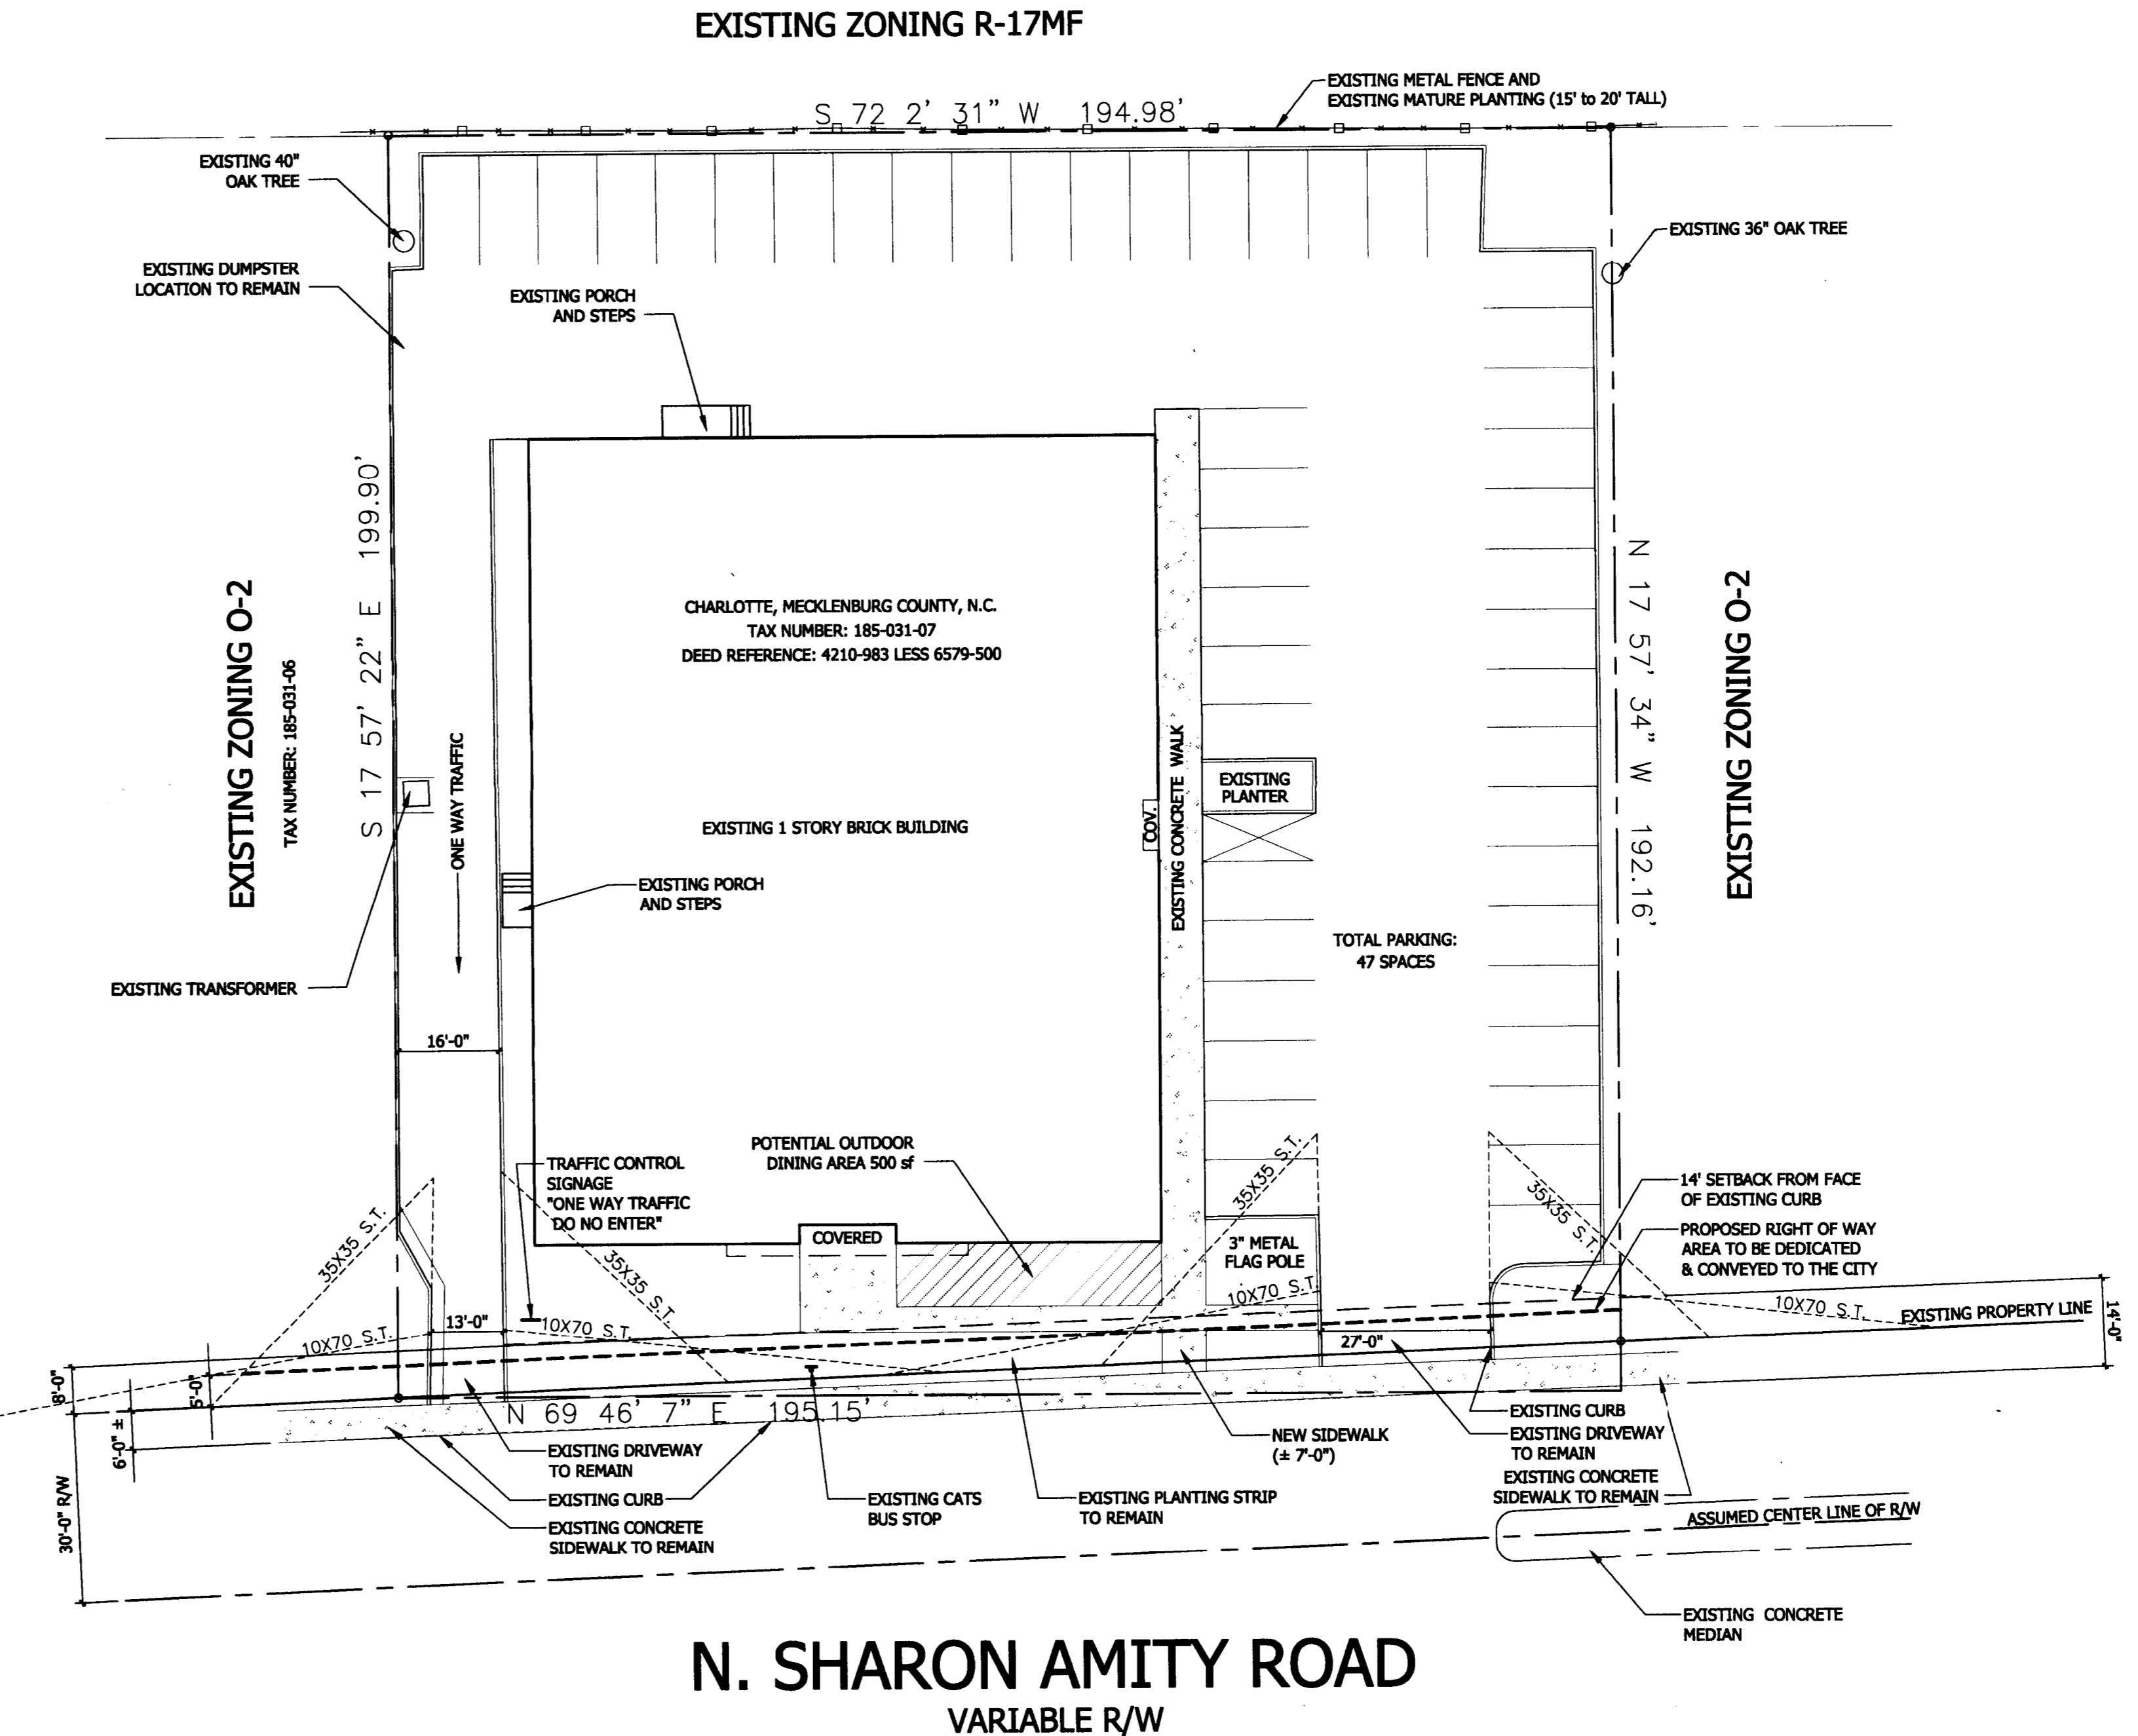 EXISTING ZONING R-17MF
EXISTING METAL FENCE AND
EXISTING MATURE PLANTING (15' to 20' TALL)
S 72 2' 31" W 194.98'
EXISTING 40"
OAK TREE
EXISTING 36" OAK TREE
EXISTING DUMPSTER
LOCATION TO REMAIN
EXISTING PORCH
AND STEPS
S 17 57' 22" E 199.90'
N 17 57' 34" W 192.16'
EXISTING ZONING O-2
TAX NUMBER: 185-031-06
EXISTING ZONING O-2
CHARLOTTE, MECKLENBURG COUNTY, N.C.
TAX NUMBER: 185-031-07
DEED REFERENCE: 4210-983 LESS 6579-500
ONE WAY TRAFFIC
EXISTING 1 STORY BRICK BUILDING
COV.
EXISTING CONCRETE WALK
EXISTING
PLANTER
EXISTING PORCH
AND STEPS
TOTAL PARKING:
47 SPACES
EXISTING TRANSFORMER
16'-0"
TRAFFIC CONTROL
SIGNAGE
"ONE WAY TRAFFIC
DO NO ENTER"
POTENTIAL OUTDOOR
DINING AREA 500 sf
35X35 S.T.
35X35 S.T.
35X35 S.T.
35X35 S.T.
14' SETBACK FROM FACE
OF EXISTING CURB
PROPOSED RIGHT OF WAY
AREA TO BE DEDICATED
& CONVEYED TO THE CITY
COVERED
3" METAL
FLAG POLE
10X70 S.T.
10X70 S.T.
10X70 S.T.
10X70 S.T.
EXISTING PROPERTY LINE
14'-0"
13'-0"
27'-0"
8'-0"
5'-0"
6'-0" ±
30'-0" R/W
N 69 46' 7" E 195.15'
EXISTING DRIVEWAY
TO REMAIN
EXISTING CURB
EXISTING CONCRETE
SIDEWALK TO REMAIN
EXISTING CATS
BUS STOP
EXISTING PLANTING STRIP
TO REMAIN
NEW SIDEWALK
(± 7'-0")
EXISTING CURB
EXISTING DRIVEWAY
TO REMAIN
EXISTING CONCRETE
SIDEWALK TO REMAIN
ASSUMED CENTER LINE OF R/W
EXISTING CONCRETE
MEDIAN
N. SHARON AMITY ROAD
VARIABLE R/W